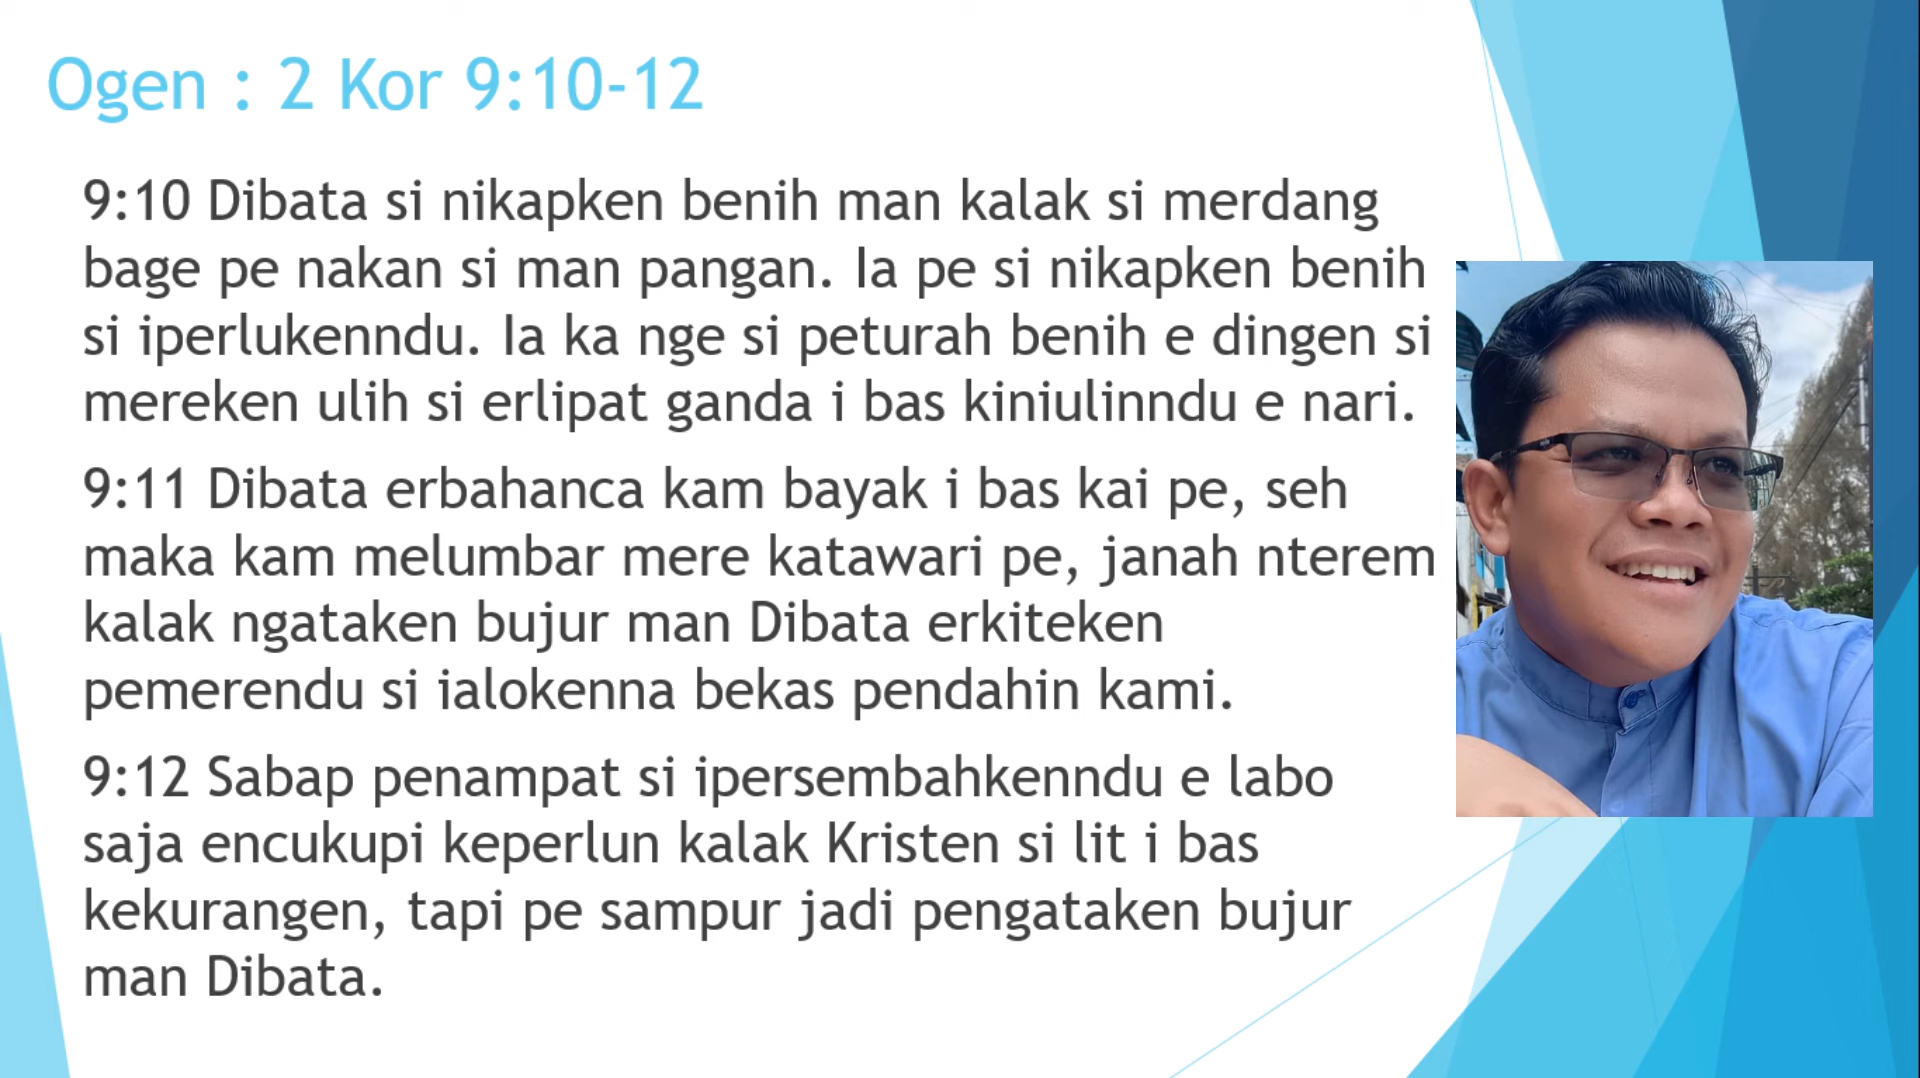 Ogen : 2 Kor 9:10-12
9:10 Dibata si nikapken benih man kalak si merdang
bage pe nakan si man pangan. Ia pe si nikapken benih
si iperlukenndu. Ia ka nge si peturah benih e dingen si
mereken ulih si erlipat ganda i bas kiniulinndu e nari.
9:11 Dibata erbahanca kam bayak i bas kai pe, seh
maka kam melumbar mere katawari pe, janah nterem
kalak ngataken bujur man Dibata erkiteken
pemerendu si ialokenna bekas pendahin kami.
9:12 Sabap penampat si ipersembahkenndu e labo
saja encukupi keperlun kalak Kristen si lit i bas
kekurangen, tapi pe sampur jadi pengataken bujur
man Dibata.